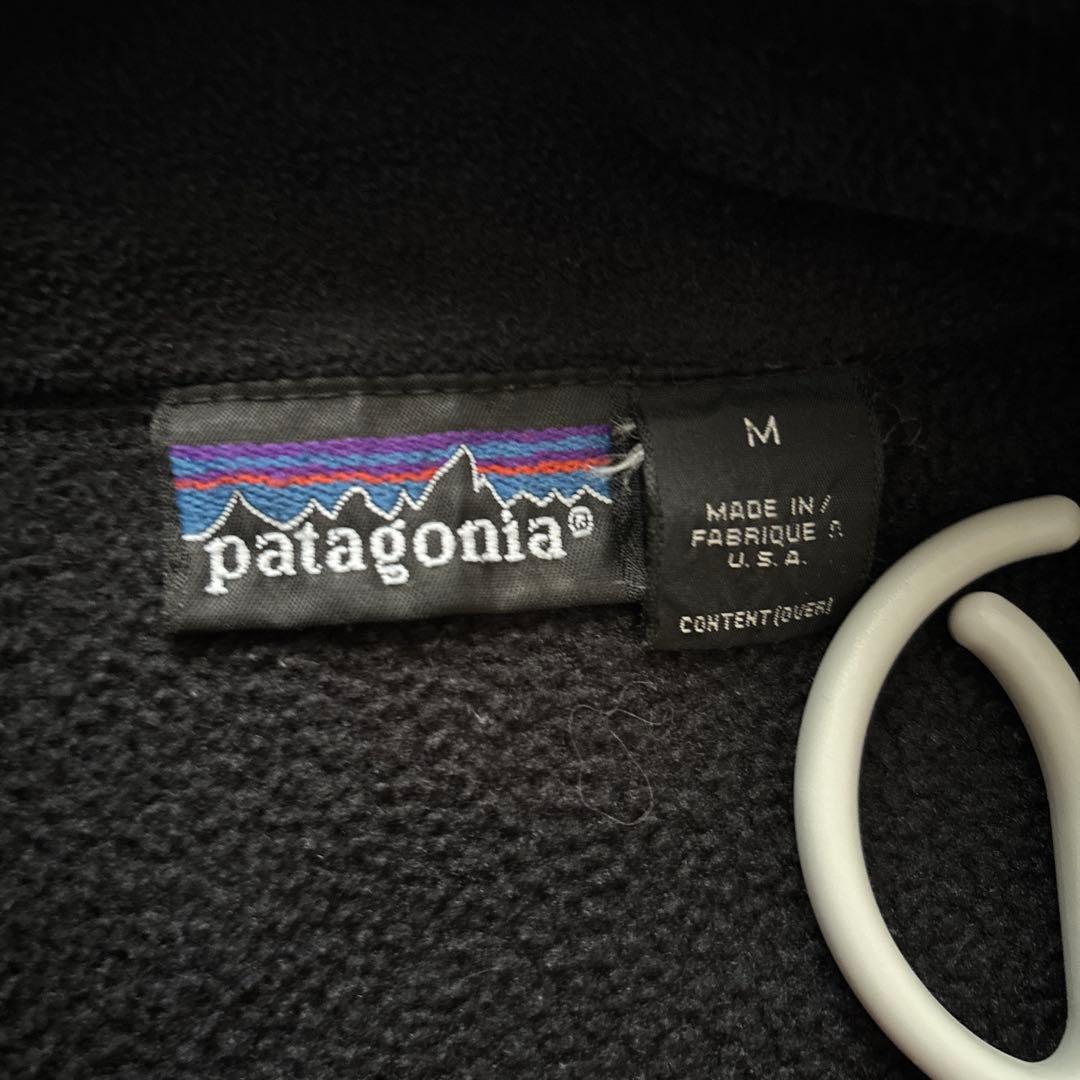 patagonia®
M
MADE IN/
FABRIQUE À
U.S.A.
CONTENT(OVER)